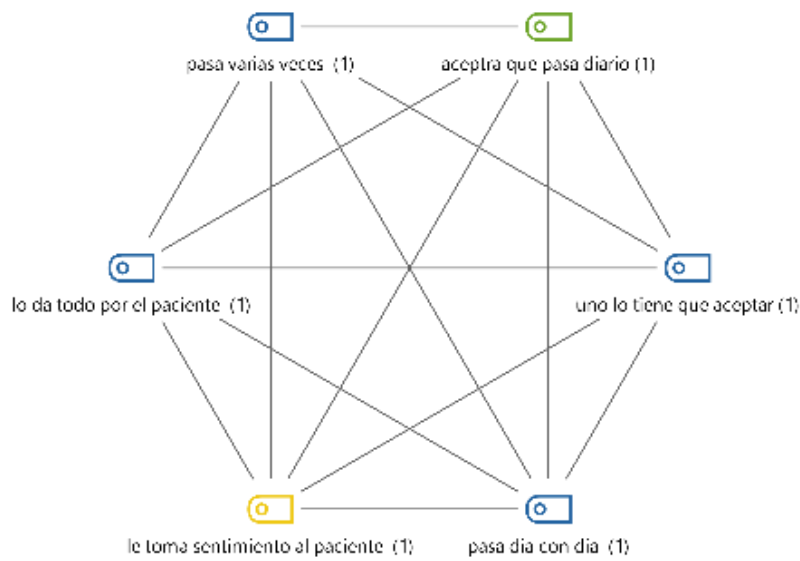 pasa varias veces (1)
aceptra que pasa diario (1)
lo da todo por el paciente (1)
uno lo tiene que aceptar (1)
le toma sentimiento al paciente (1)
pasa dia con dia (1)